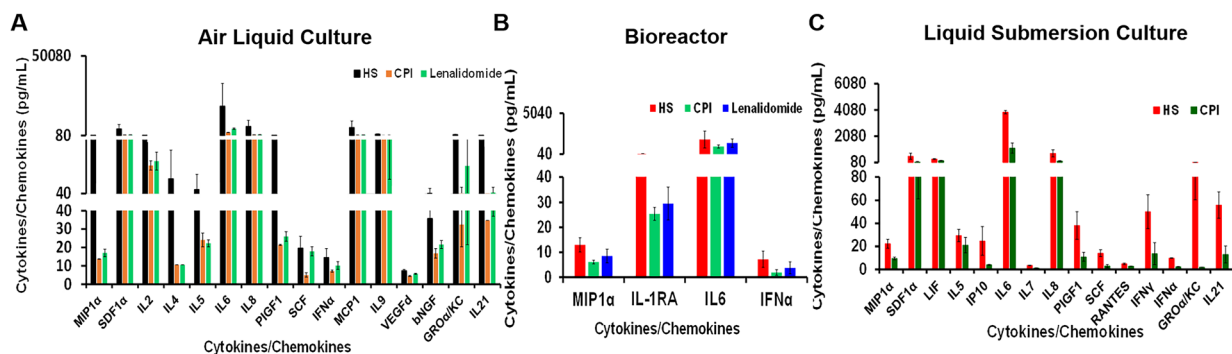 A
Air Liquid Culture
Cytokines/Chemokines (pg/mL)
50080
80
40
40
30
20
10
0
HS CPI Lenalidomide
MIP1α SDF1α IL2 IL4 IL5 IL6 IL8 PIGF1 SCF IFNα MCP1 IL9 VEGFd bNGF GROα/KC IL21
Cytokines/Chemokines
B
Bioreactor
Cytokines/Chemokines (pg/mL)
5040
40
40
30
20
10
0
HS CPI Lenalidomide
MIP1α IL-1RA IL6 IFNα
Cytokines/Chemokines
C
Liquid Submersion Culture
Cytokines/Chemokines (pg/mL)
6080
4080
2080
80
80
60
40
20
0
HS CPI
MIP1α SDF1α LIF IL5 IP10 IL6 IL7 IL8 PIGF1 SCF RANTES IFNγ IFNα GROα/KC IL21
Cytokines/Chemokines